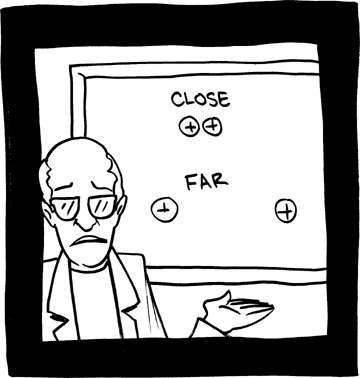 CLOSE
+ +
FAR
- +